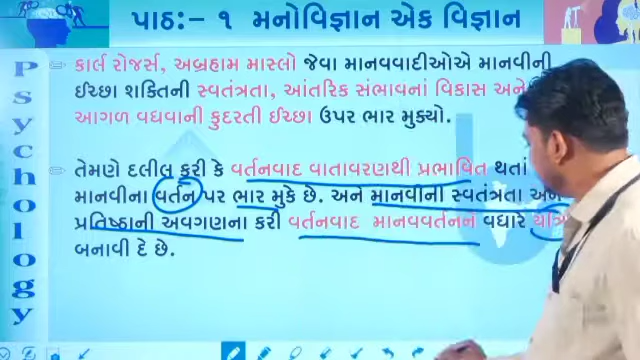 પાઠ:– ૧ મનોવિજ્ઞાન એક વિજ્ઞાન
Psychology
કાર્લ રોજર્સ, અબ્રહામ માસ્લો જેવા માનવવાદીઓએ માનવીની
ઈચ્છા શક્તિની સ્વતંત્રતા, આંતરિક સંભાવનાં વિકાસ અને
આગળ વધવાની કુદરતી ઈચ્છા ઉપર ભાર મુક્યો.
તેમણે દલીલ કરી કે વર્તનવાદ વાતાવરણથી પ્રભાવિત થતાં
માનવીના વર્તન પર ભાર મુકે છે. અને માનવીની સ્વતંત્રતા અને
પ્રતિષ્ઠાની અવગણના કરી વર્તનવાદ માનવવર્તનને વધારે
બનાવી દે છે.